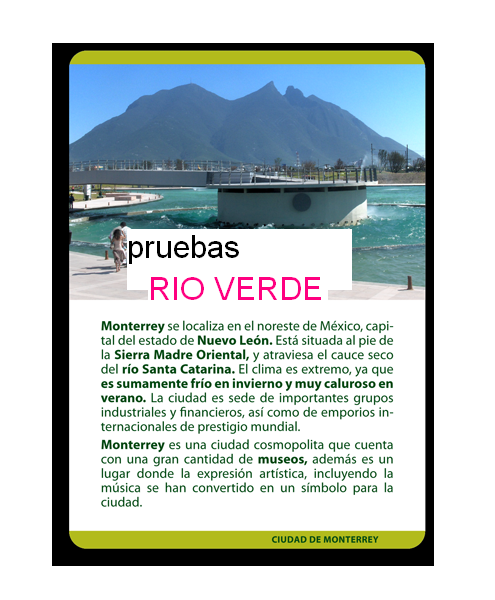 pruebas
RIO VERDE
Monterrey se localiza en el noreste de México, capi-
tal del estado de Nuevo León. Está situada al pie de
la Sierra Madre Oriental, y atraviesa el cauce seco
del río Santa Catarina. El clima es extremo, ya que
es sumamente frío en invierno y muy caluroso en
verano. La ciudad es sede de importantes grupos
industriales y financieros, así como de emporios in-
ternacionales de prestigio mundial.
Monterrey es una ciudad cosmopolita que cuenta
con una gran cantidad de museos, además es un
lugar donde la expresión artística, incluyendo la
música se han convertido en un símbolo para la
ciudad.
CIUDAD DE MONTERREY